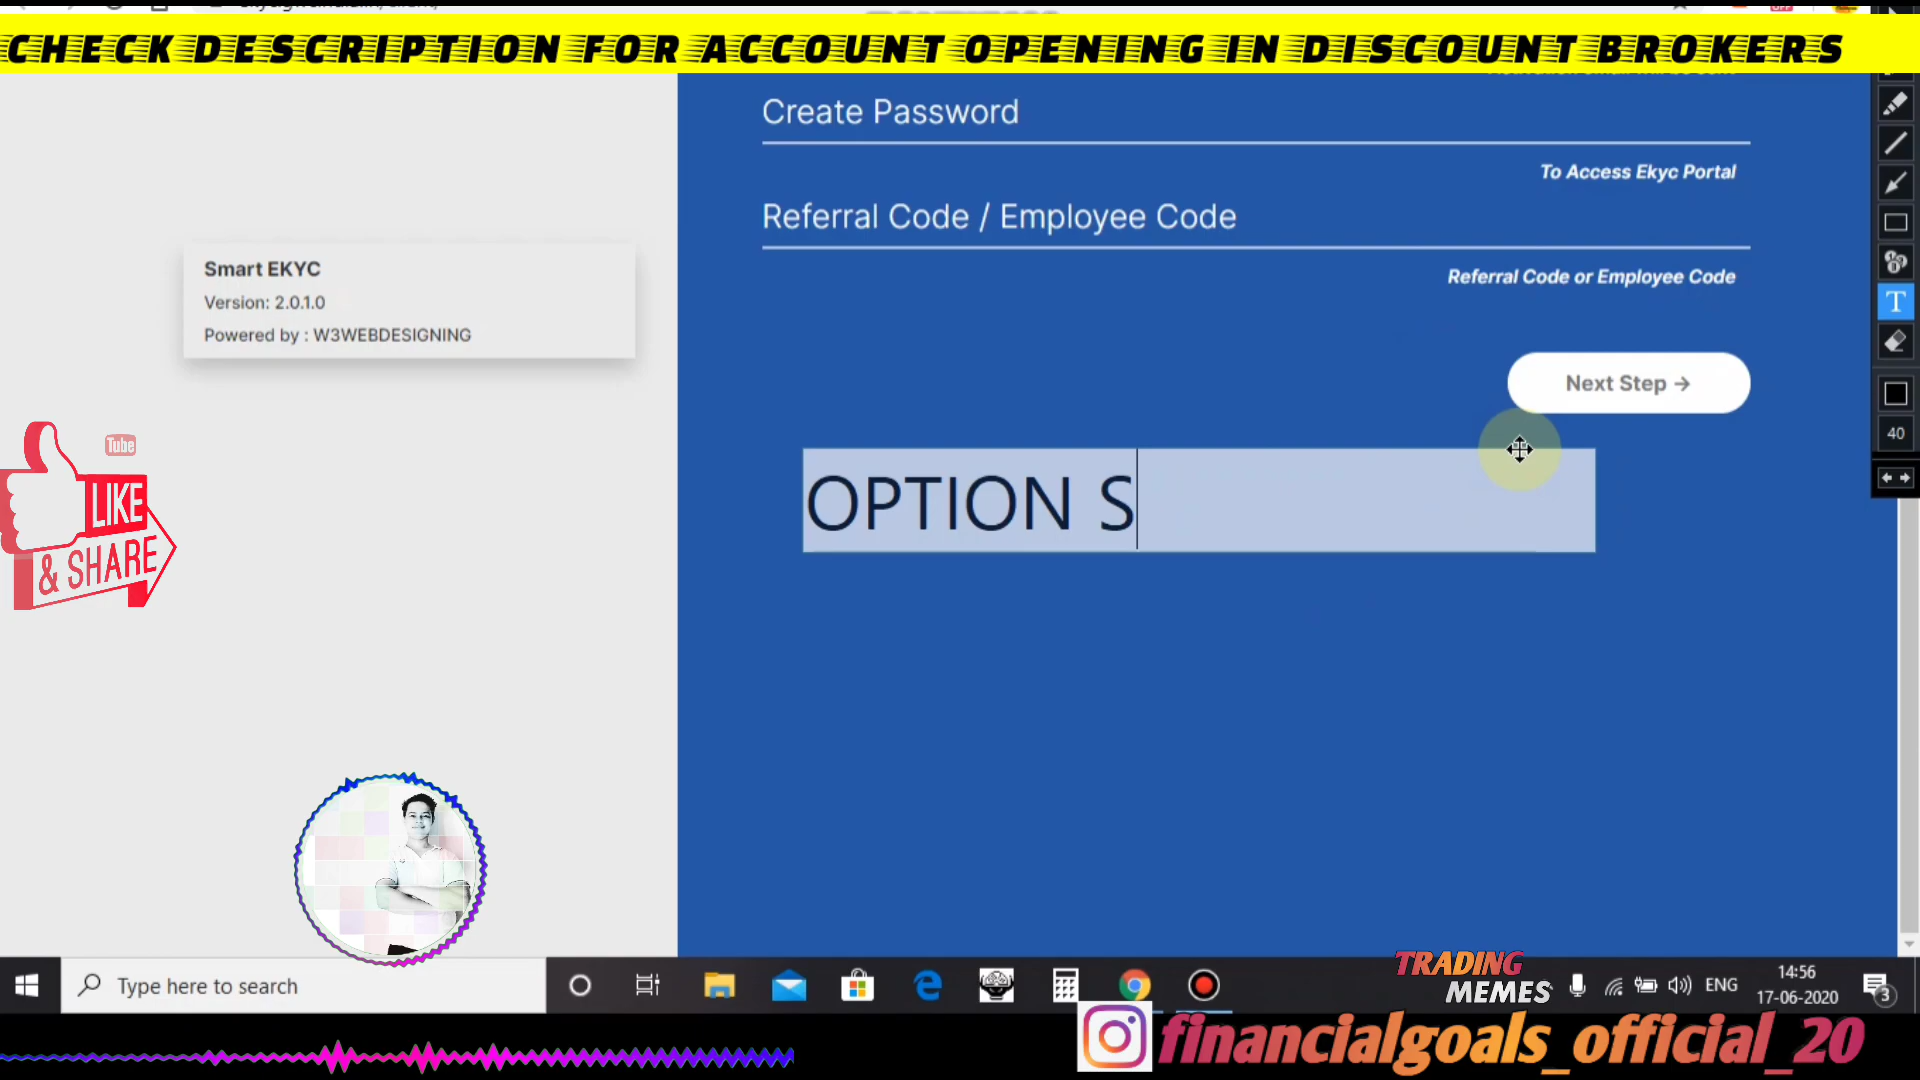 CHECK DESCRIPTION FOR ACCOUNT OPENING IN DISCOUNT BROKERS
Create Password
To Access Ekyc Portal
Referral Code / Employee Code
Referral Code or Employee Code
Smart EKYC
Version: 2.0.1.0
Powered by : W3WEBDESIGNING
Next Step →
T
40
Tube
LIKE
& SHARE
OPTION S
Type here to search
TRADING
MEMES
ENG
14:56
17-06-2020
3
financialgoals_official_20